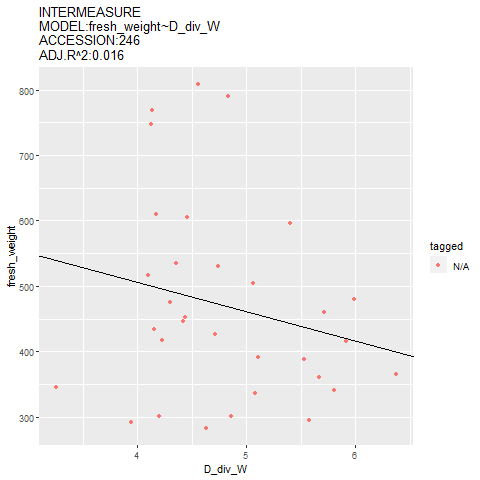 INTERMEASURE
MODEL:fresh_weight~D_div_W
ACCESSION:246
ADJ.R^2:0.016
800
700
600
500
400
300
fresh_weight
4
5
6
D_div_W
tagged
N/A